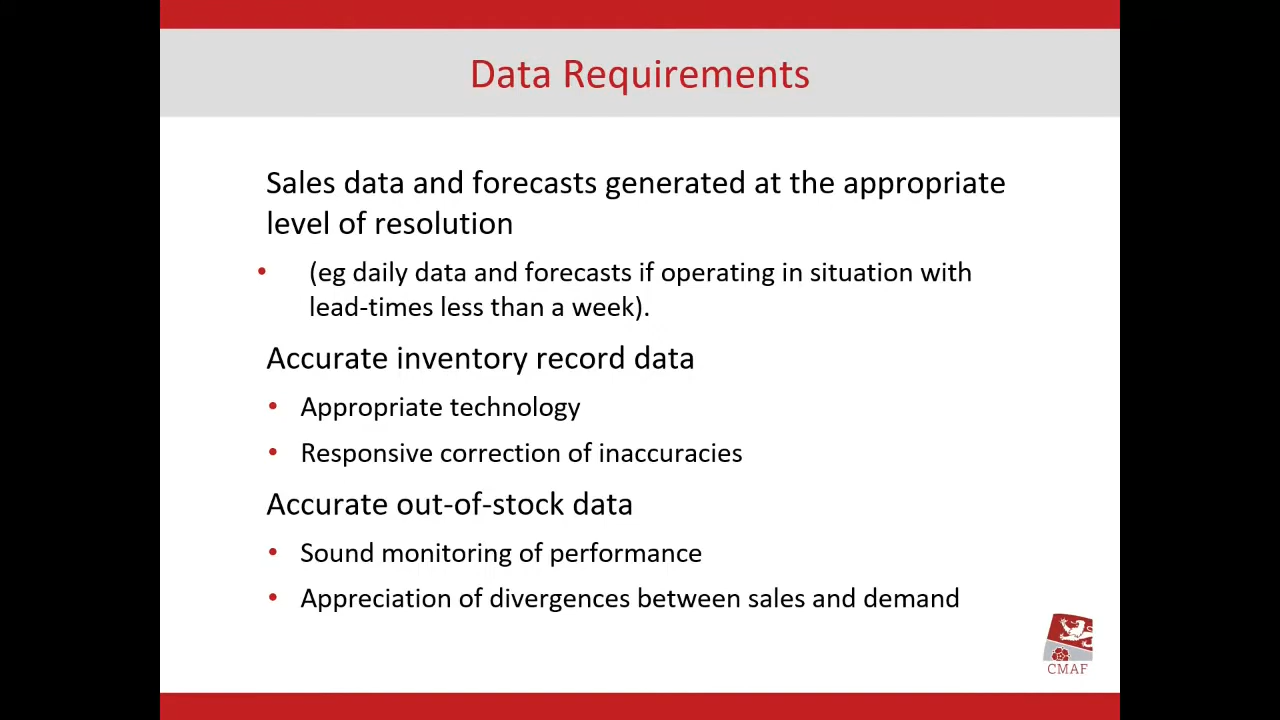 Data Requirements
Sales data and forecasts generated at the appropriate
level of resolution
• (eg daily data and forecasts if operating in situation with
lead-times less than a week).
Accurate inventory record data
• Appropriate technology
• Responsive correction of inaccuracies
Accurate out-of-stock data
• Sound monitoring of performance
• Appreciation of divergences between sales and demand
CMAF